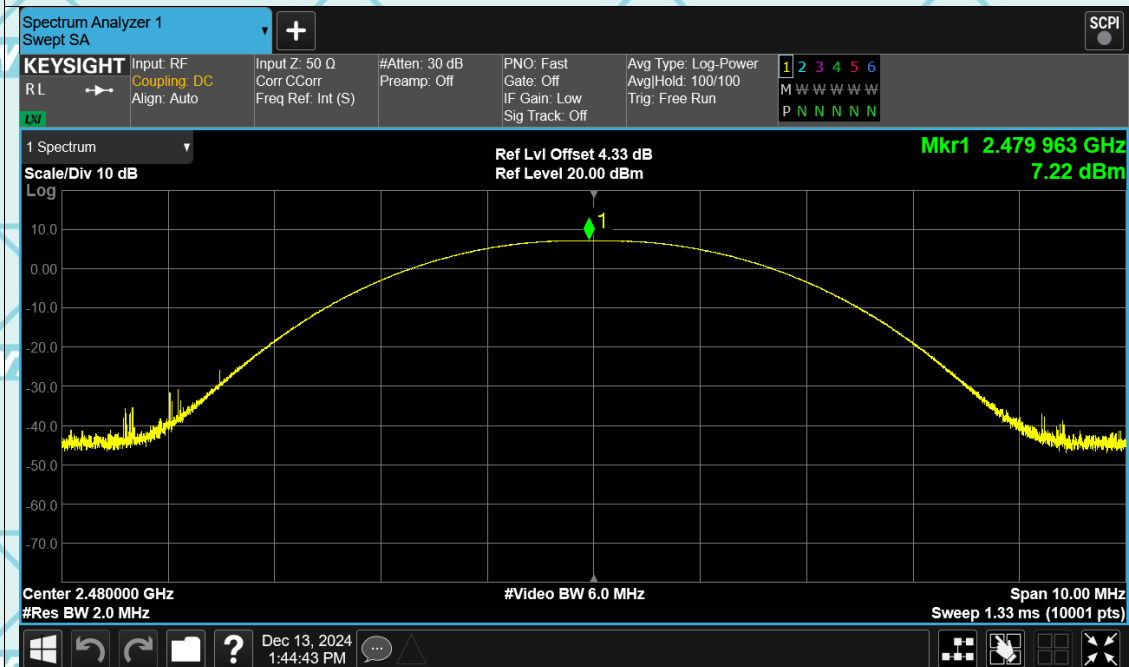 Spectrum Analyzer 1
Swept SA
+
SCPI
KEYSIGHT
RL
LXI
Input: RF
Coupling: DC
Align: Auto
Input Z: 50 Ω
Corr CCorr
Freq Ref: Int (S)
#Atten: 30 dB
Preamp: Off
PNO: Fast
Gate: Off
IF Gain: Low
Sig Track: Off
Avg Type: Log-Power
Avg|Hold: 100/100
Trig: Free Run
1 2 3 4 5 6
M W W W W W
P N N N N N
1 Spectrum
Scale/Div 10 dB
Log
Ref Lvl Offset 4.33 dB
Ref Level 20.00 dBm
Mkr1 2.479 963 GHz
7.22 dBm
1
10.0
0.00
-10.0
-20.0
-30.0
-40.0
-50.0
-60.0
-70.0
Center 2.480000 GHz
#Res BW 2.0 MHz
#Video BW 6.0 MHz
Span 10.00 MHz
Sweep 1.33 ms (10001 pts)
?
Dec 13, 2024
1:44:43 PM